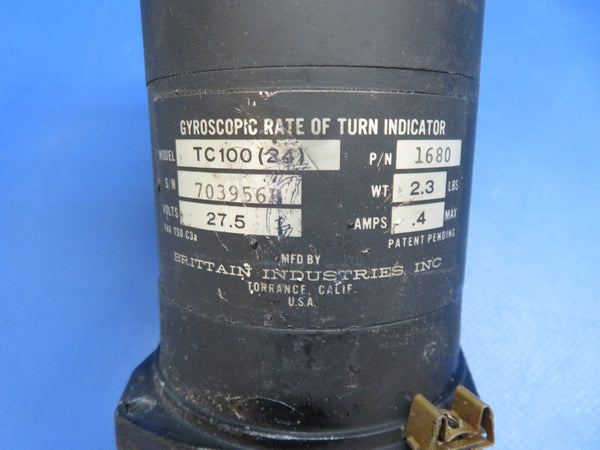 GYROSCOPIC RATE OF TURN INDICATOR
MODEL TC100(24) P/N 1680
S/N 703956 WT 2.3 LBS
VOLTS 27.5 AMPS .4 MAX
FAA TSO C3a PATENT PENDING
MFD BY
BRITTAIN INDUSTRIES, INC
TORRANCE, CALIF.
U.S.A.